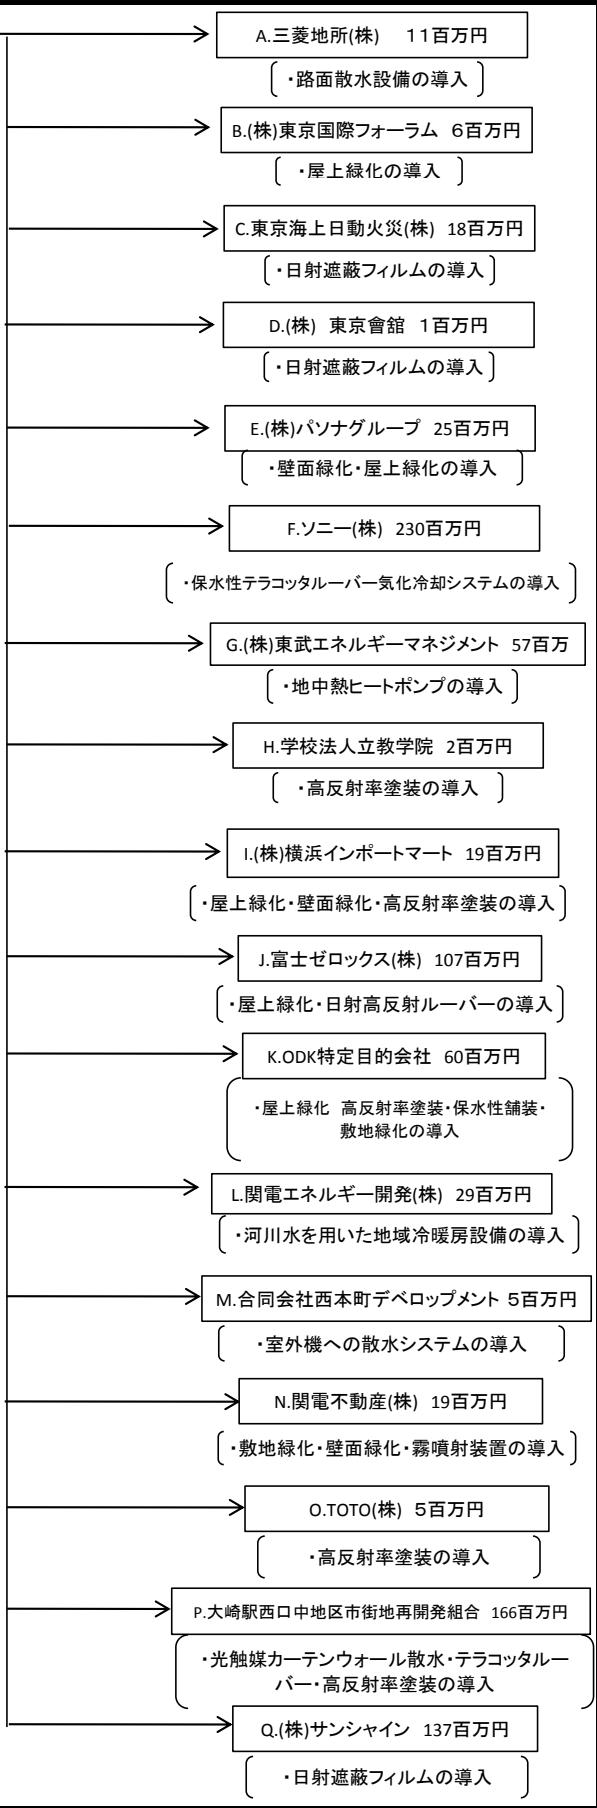 A.三菱地所(株)　11百万円
・路面散水設備の導入
B.(株)東京国際フォーラム　6百万円
・屋上緑化の導入
C.東京海上日動火災(株)　18百万円
・日射遮蔽フィルムの導入
D.(株)　東京會舘　1百万円
・日射遮蔽フィルムの導入
E.(株)パソナグループ　25百万円
・壁面緑化・屋上緑化の導入
F.ソニー(株)　230百万円
・保水性テラコッタルーバー気化冷却システムの導入
G.(株)東武エネルギーマネジメント　57百万
・地中熱ヒートポンプの導入
H.学校法人立教学院　2百万円
・高反射率塗装の導入
I.(株)横浜インポートマート　19百万円
・屋上緑化・壁面緑化・高反射率塗装の導入
J.富士ゼロックス(株)　107百万円
・屋上緑化・日射高反射ルーバーの導入
K.ODK特定目的会社　60百万円
・屋上緑化　高反射率塗装・保水性舗装・
敷地緑化の導入
L.関電エネルギー開発(株)　29百万円
・河川水を用いた地域冷暖房設備の導入
M.合同会社西本町デベロップメント　5百万円
・室外機への散水システムの導入
N.関電不動産(株)　19百万円
・敷地緑化・壁面緑化・霧噴射装置の導入
O.TOTO(株)　5百万円
・高反射率塗装の導入
P.大崎駅西口中地区市街地再開発組合　166百万円
・光触媒カーテンウォール散水・テラコッタルー
バー・高反射率塗装の導入
Q.(株)サンシャイン　137百万円
・日射遮蔽フィルムの導入